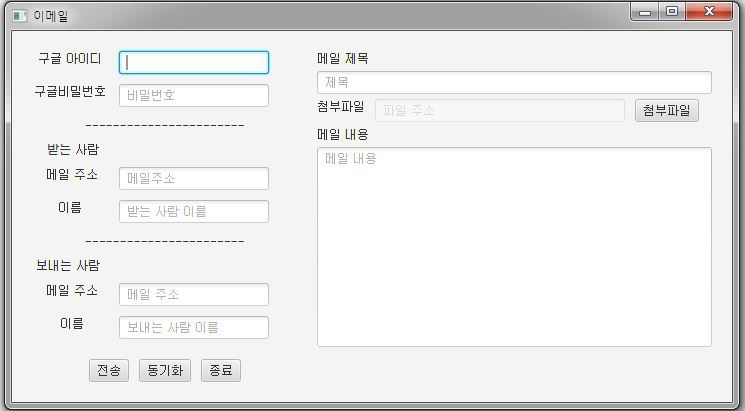 이메일
구글 아이디
구글비밀번호
비밀번호
-----------------------
받는 사람
메일 주소
메일주소
이름
받는 사람 이름
-----------------------
보내는 사람
메일 주소
메일 주소
이름
보내는 사람 이름
전송 동기화 종료
메일 제목
제목
첨부파일
파일 주소
첨부파일
메일 내용
메일 내용